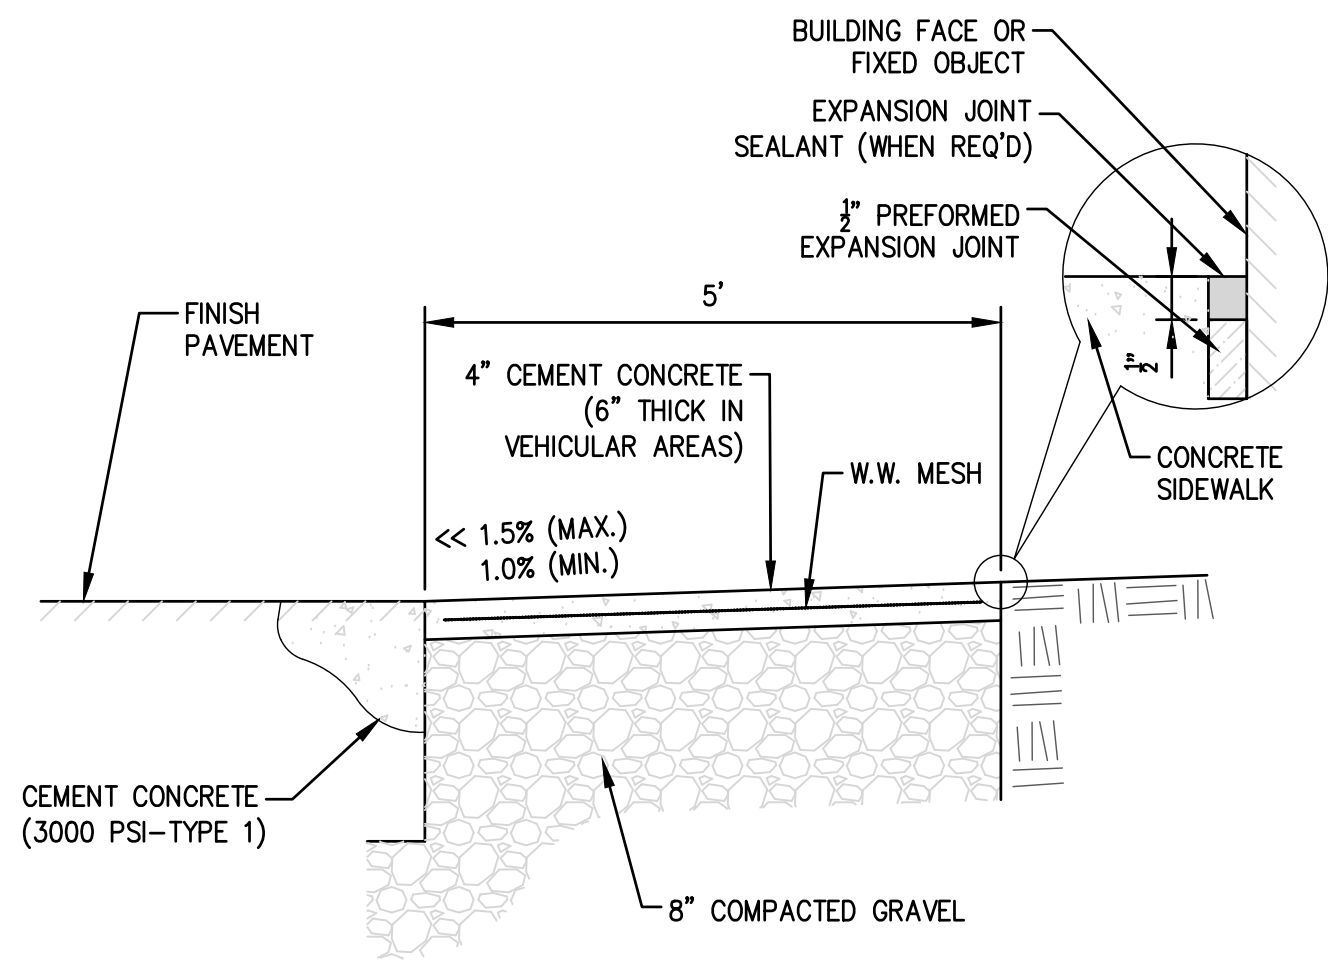 BUILDING FACE OR
FIXED OBJECT
EXPANSION JOINT
SEALANT (WHEN REQ'D)
1/2" PREFORMED
EXPANSION JOINT
5'
FINISH
PAVEMENT
1/2"
4" CEMENT CONCRETE
(6" THICK IN
VEHICULAR AREAS)
W.W. MESH
CONCRETE
SIDEWALK
<< 1.5% (MAX.)
1.0% (MIN.)
CEMENT CONCRETE
(3000 PSI-TYPE 1)
8" COMPACTED GRAVEL